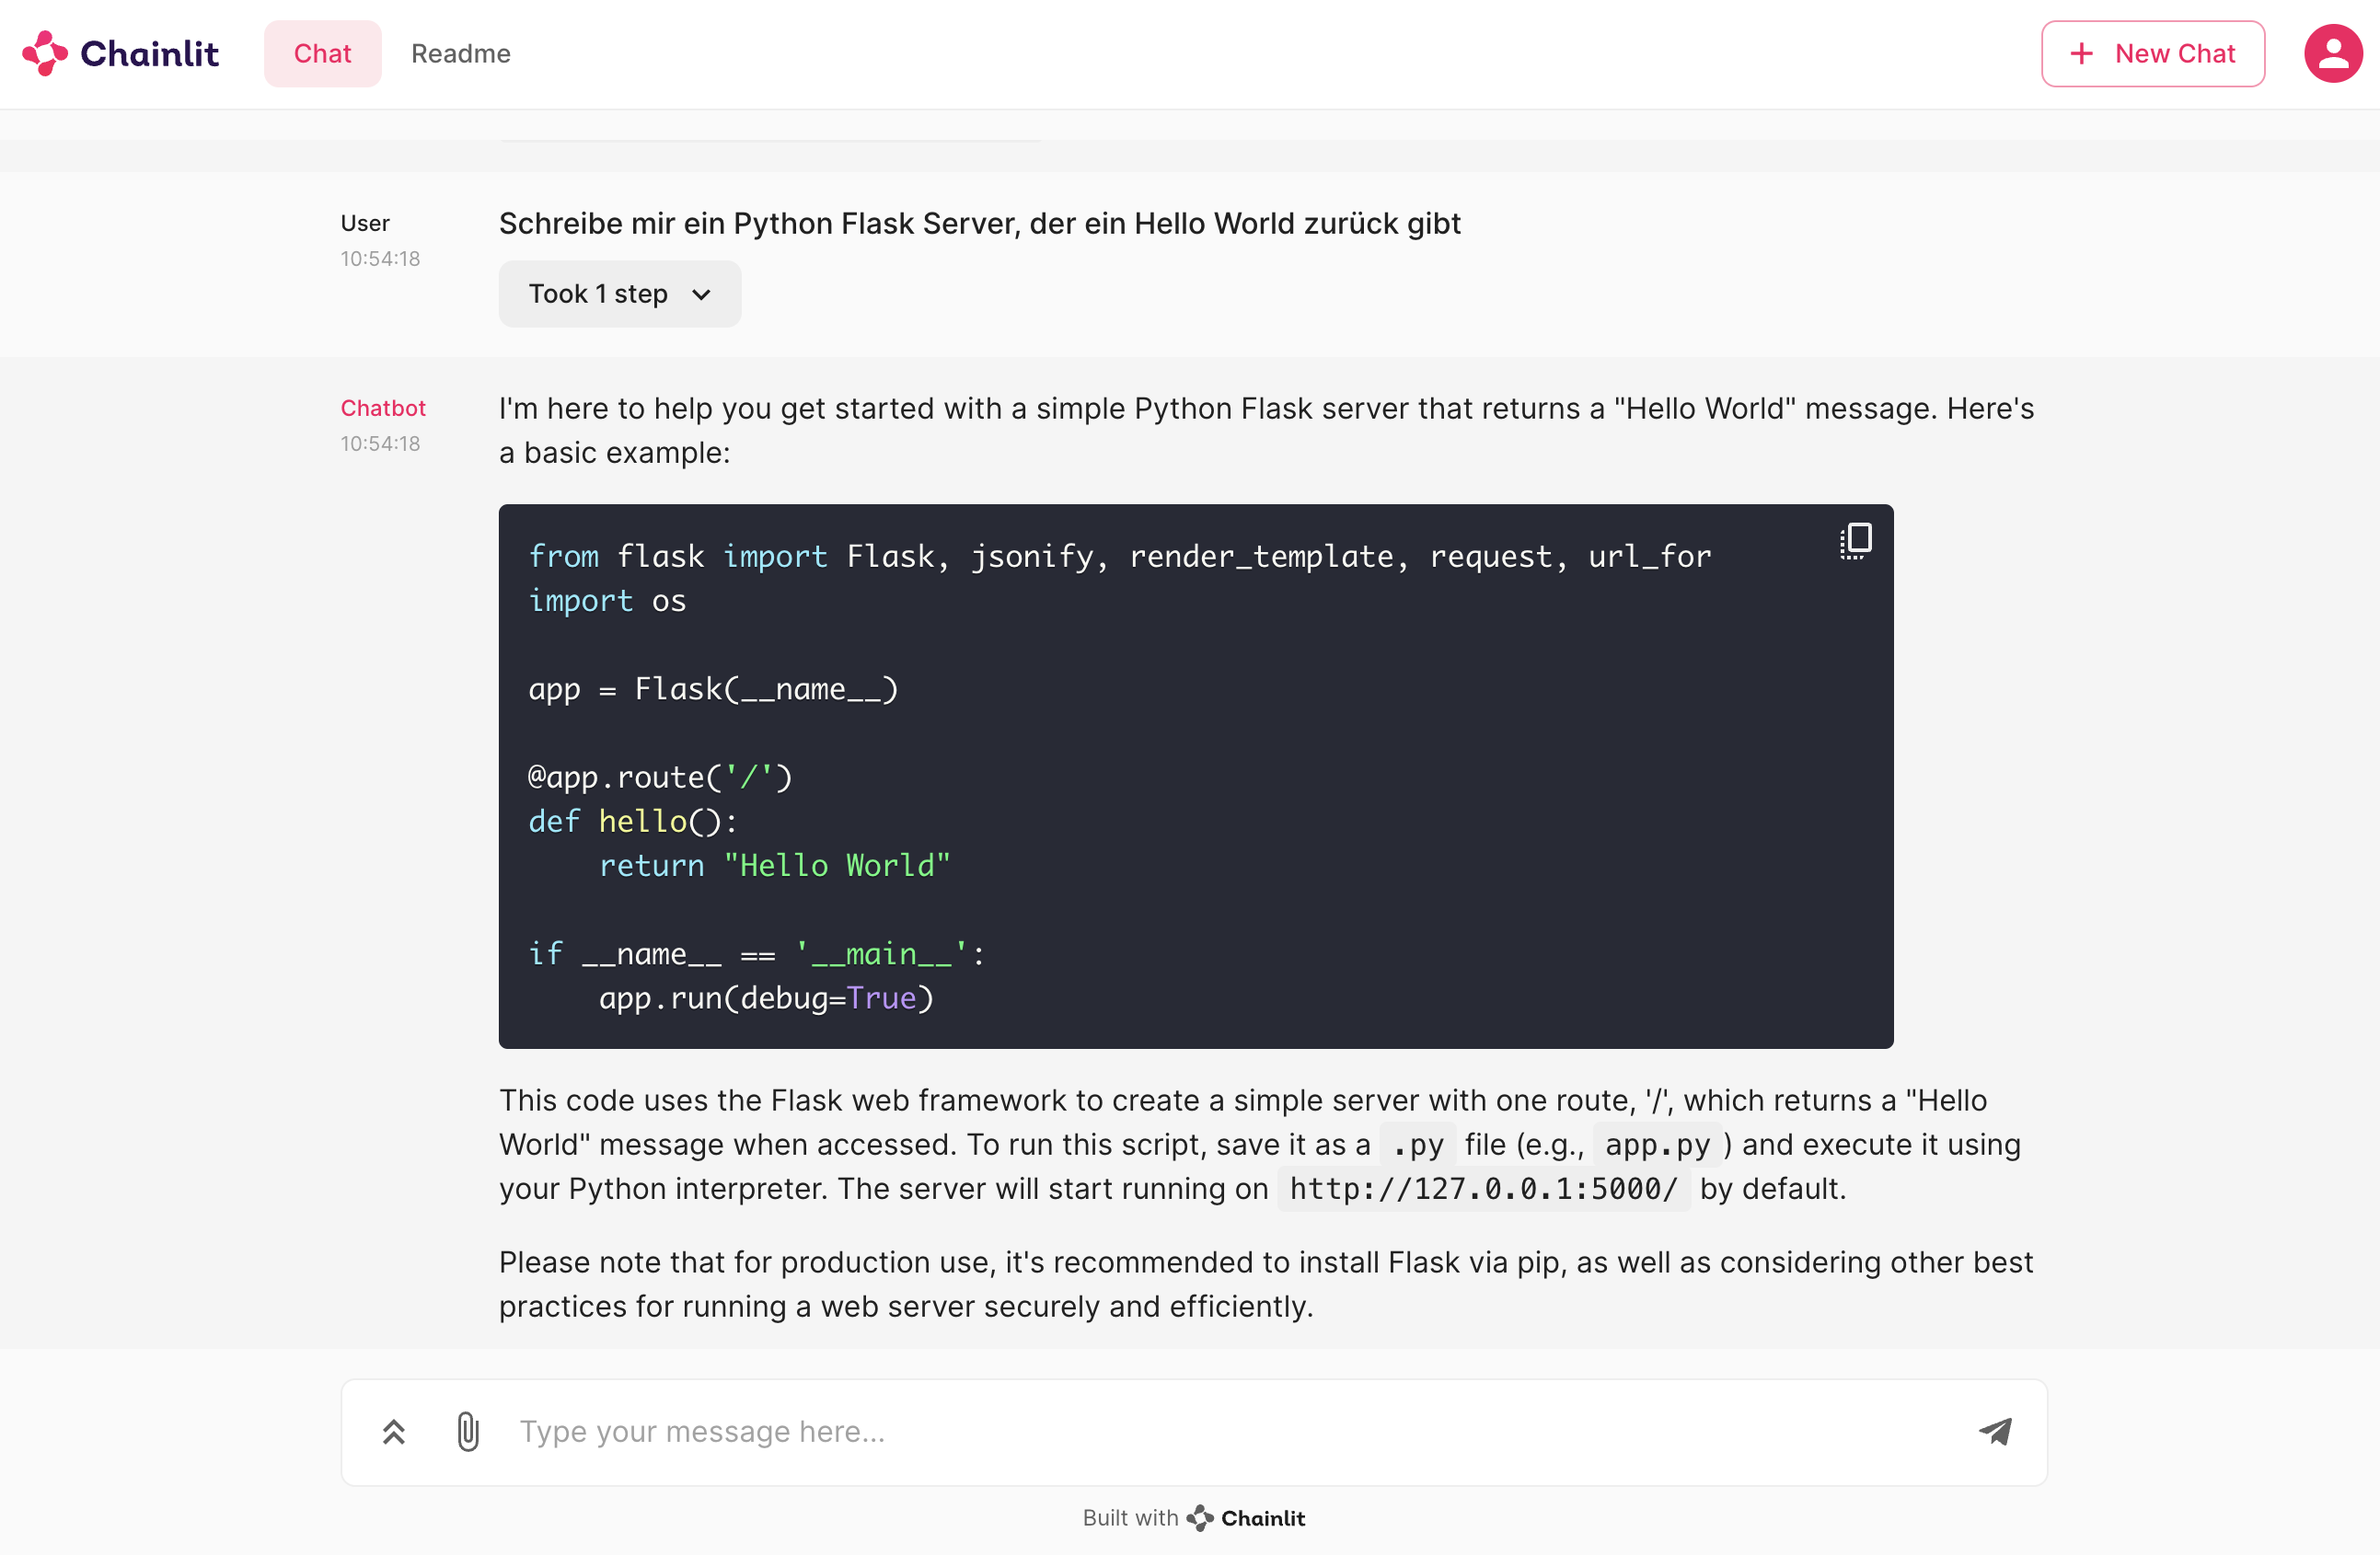 Chainlit
Chat
Readme
New Chat
User
10:54:18
Schreibe mir ein Python Flask Server, der ein Hello World zurück gibt
Took 1 step
Chatbot
10:54:18
I'm here to help you get started with a simple Python Flask server that returns a "Hello World" message. Here's
a basic example:
from flask import Flask, jsonify, render_template, request, url_for
import os
app = Flask(__name__)
@app.route('/')
def hello():
    return "Hello World"
if __name__ == '__main__':
    app.run(debug=True)
This code uses the Flask web framework to create a simple server with one route, '/', which returns a "Hello
World" message when accessed. To run this script, save it as a .py file (e.g., app.py ) and execute it using
your Python interpreter. The server will start running on http://127.0.0.1:5000/ by default.
Please note that for production use, it's recommended to install Flask via pip, as well as considering other best
practices for running a web server securely and efficiently.
Type your message here...
Built with Chainlit